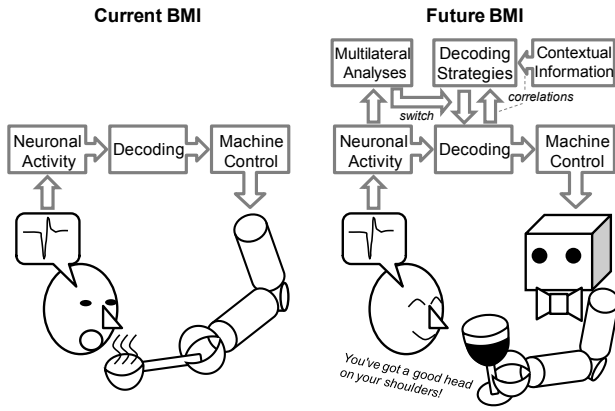 Current BMI
Neuronal
Activity
Decoding
Machine
Control
Future BMI
Multilateral
Analyses
Decoding
Strategies
Contextual
Information
switch
correlations
Neuronal
Activity
Decoding
Machine
Control
You've got a good head
on your shoulders!